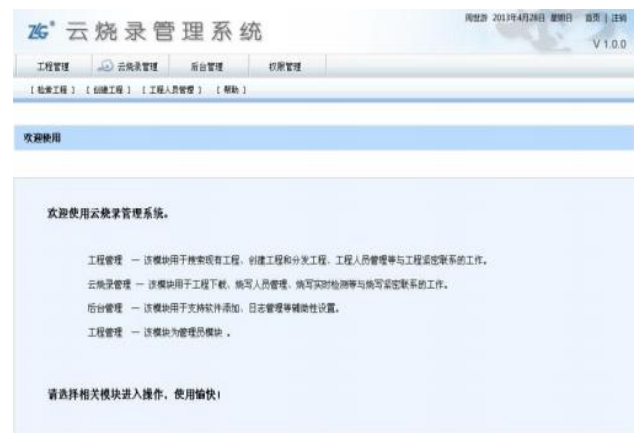 ZLG® 云烧录管理系统
周世游 2013年4月28日 星期日 首页 | 注销
V 1.0.0
工程管理 云烧录管理 后台管理 权限管理
[ 检索工程 ] [ 创建工程 ] [ 工程人员管理 ] [ 帮助 ]
欢迎使用
欢迎使用云烧录管理系统。
工程管理 — 该模块用于搜索现有工程、创建工程和分发工程、工程人员管理等与工程紧密联系的工作。
云烧录管理 — 该模块用于工程下载、烧写人员管理、烧写实时检测等与烧写紧密联系的工作。
后台管理 — 该模块用于支持软件添加、日志管理等辅助性设置。
工程管理 — 该模块为管理员模块 。
请选择相关模块进入操作,使用愉快!